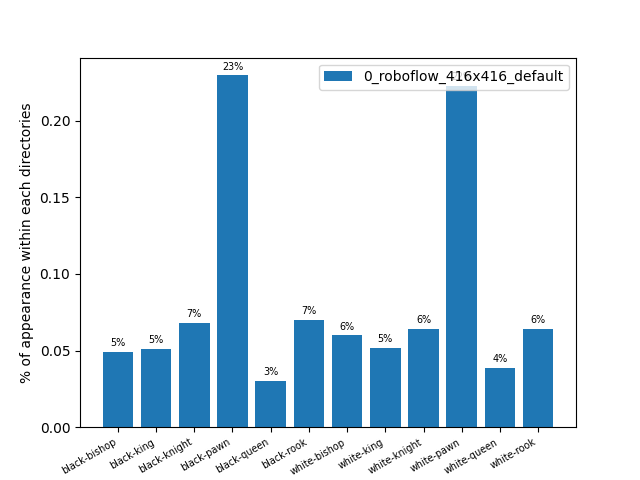 0_roboflow_416x416_default
% of appearance within each directories
0.20
0.15
0.10
0.05
0.00
5%
5%
7%
23%
3%
7%
6%
5%
6%
4%
6%
black-bishop
black-king
black-knight
black-pawn
black-queen
black-rook
white-bishop
white-king
white-knight
white-pawn
white-queen
white-rook